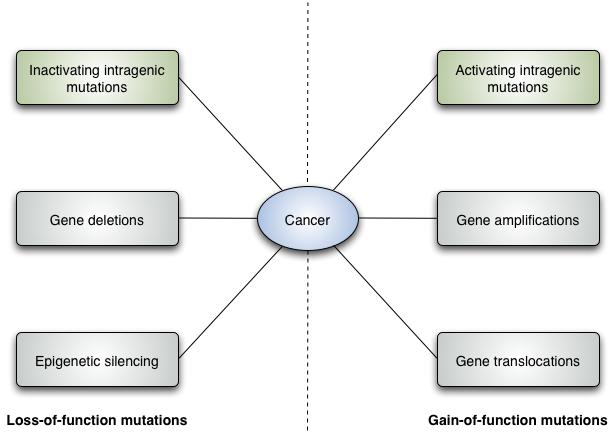 Inactivating intragenic
mutations
Activating intragenic
mutations
Gene deletions
Cancer
Gene amplifications
Epigenetic silencing
Gene translocations
Loss-of-function mutations
Gain-of-function mutations